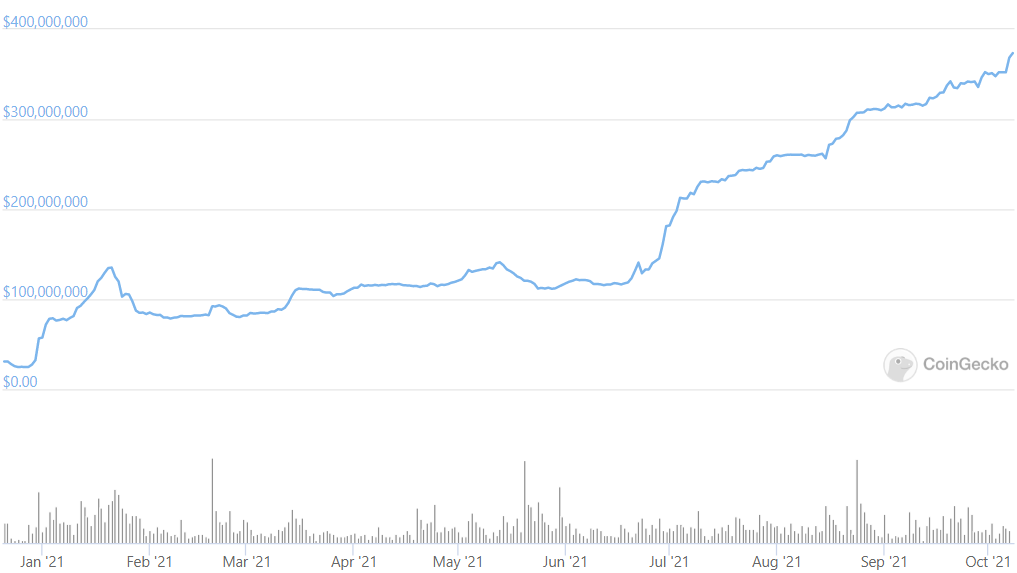 $400,000,000
$300,000,000
$200,000,000
$100,000,000
$0.00
CoinGecko
Jan '21 Feb '21 Mar '21 Apr '21 May '21 Jun '21 Jul '21 Aug '21 Sep '21 Oct '21